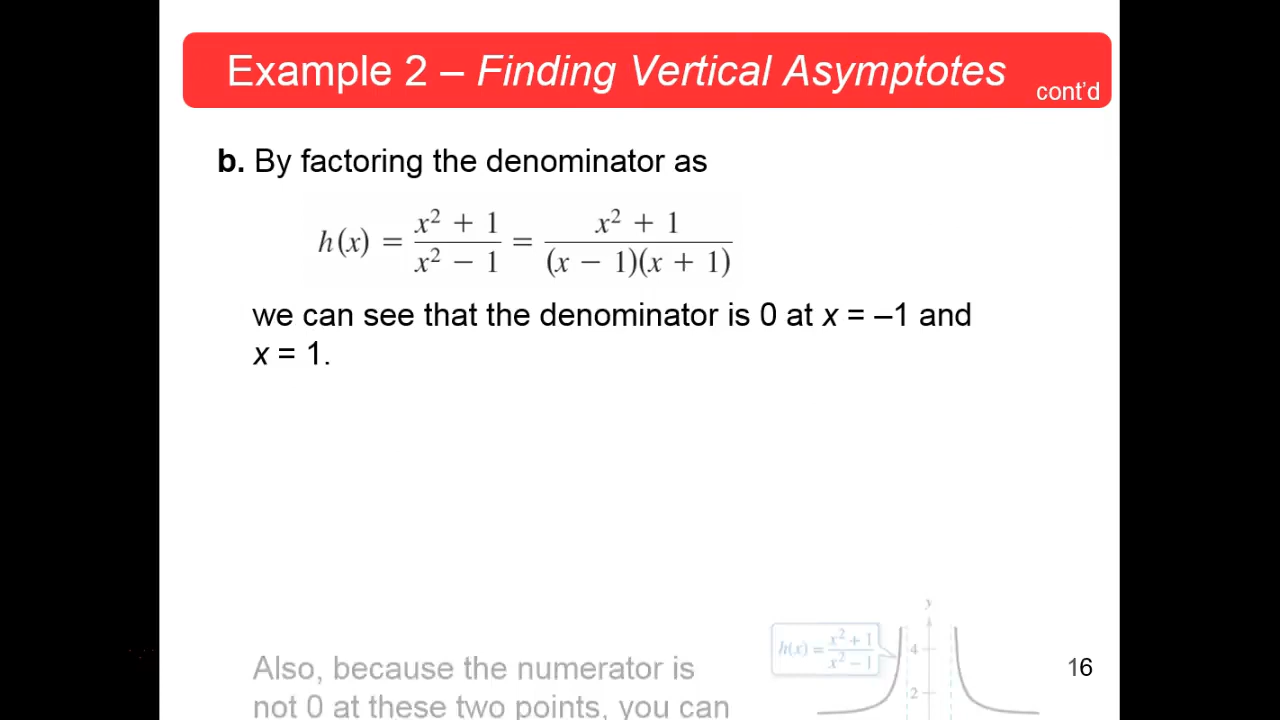 Example 2 – Finding Vertical Asymptotes cont'd
b. By factoring the denominator as
h(x) = (x² + 1)/(x² – 1) = (x² + 1)/((x – 1)(x + 1))
we can see that the denominator is 0 at x = –1 and
x = 1.
y
h(x) = (x² + 1)/(x² – 1)
4
Also, because the numerator is
16
2
not 0 at these two points, you can